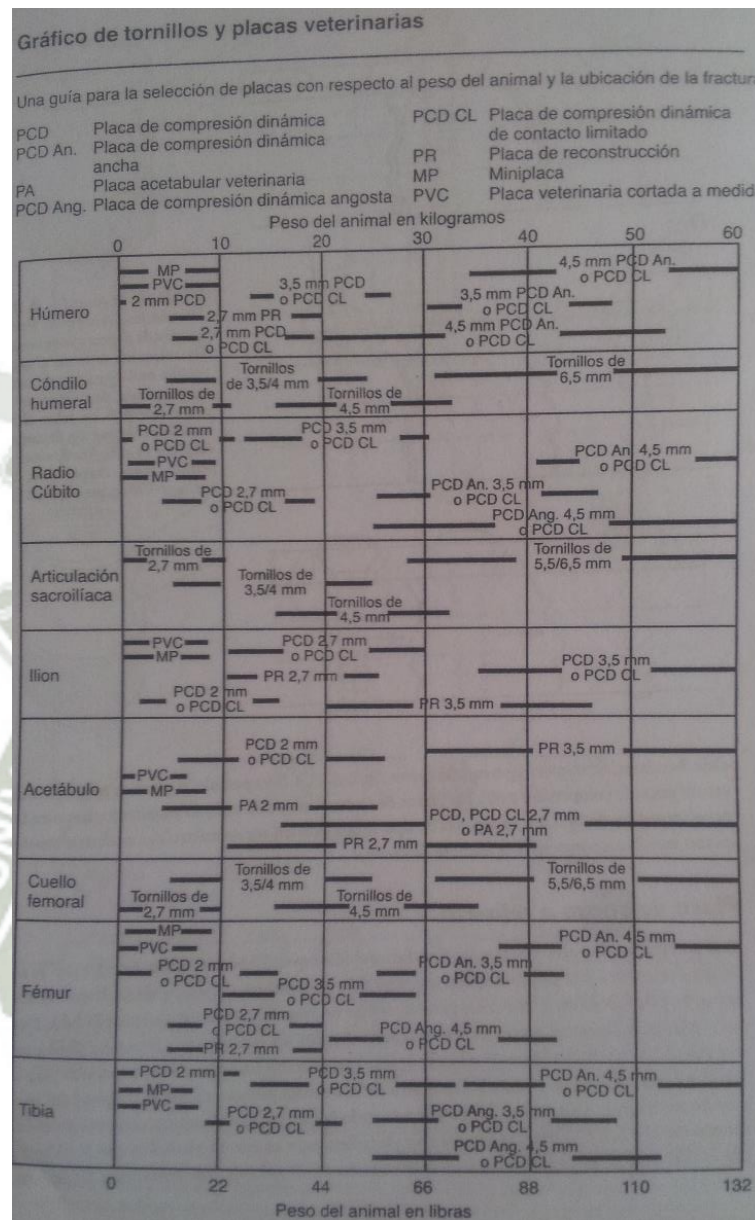 Gráfico de tornillos y placas veterinarias
Una guía para la selección de placas con respecto al peso del animal y la ubicación de la fractur
PCD Placa de compresión dinámica
PCD An. Placa de compresión dinámica
ancha
PA Placa acetabular veterinaria
PCD Ang. Placa de compresión dinámica angosta
PCD CL Placa de compresión dinámica
de contacto limitado
PR Placa de reconstrucción
MP Miniplaca
PVC Placa veterinaria cortada a medid
Peso del animal en kilogramos
0 10 20 30 40 50 60
Húmero
MP
PVC
2 mm PCD
2,7 mm PR
2,7 mm PCD
o PCD CL
3,5 mm PCD
o PCD CL
4,5 mm PCD An.
o PCD CL
3,5 mm PCD An.
o PCD CL
4,5 mm PCD An.
o PCD CL
Cóndilo
humeral
Tornillos de
2,7 mm
Tornillos
de 3,5/4 mm
Tornillos de
4,5 mm
Tornillos de
6,5 mm
Radio
Cúbito
PCD 2 mm
o PCD CL
PVC
MP
PCD 2,7 mm
o PCD CL
PCD 3,5 mm
o PCD CL
PCD An. 4,5 mm
o PCD CL
PCD An. 3,5 mm
o PCD CL
PCD Ang. 4,5 mm
o PCD CL
Articulación
sacroilíaca
Tornillos de
2,7 mm
Tornillos de
3,5/4 mm
Tornillos de
4,5 mm
Tornillos de
5,5/6,5 mm
Ilion
PVC
MP
PCD 2 mm
o PCD CL
PCD 2,7 mm
o PCD CL
PR 2,7 mm
PCD 3,5 mm
o PCD CL
PR 3,5 mm
Acetábulo
PCD 2 mm
o PCD CL
PVC
MP
PA 2 mm
PR 2,7 mm
PR 3,5 mm
PCD, PCD CL 2,7 mm
o PA 2,7 mm
Cuello
femoral
Tornillos de
2,7 mm
Tornillos de
3,5/4 mm
Tornillos de
4,5 mm
Tornillos de
5,5/6,5 mm
Fémur
MP
PVC
PCD 2 mm
o PCD CL
PCD 3,5 mm
o PCD CL
PCD 2,7 mm
o PCD CL
PR 2,7 mm
PCD An. 4,5 mm
o PCD CL
PCD An. 3,5 mm
o PCD CL
PCD Ang. 4,5 mm
o PCD CL
Tibia
PCD 2 mm
MP
PVC
PCD 2,7 mm
o PCD CL
PCD 3,5 mm
o PCD CL
PCD An. 4,5 mm
o PCD CL
PCD Ang. 3,5 mm
o PCD CL
PCD Ang. 4,5 mm
o PCD CL
0 22 44 66 88 110 132
Peso del animal en libras